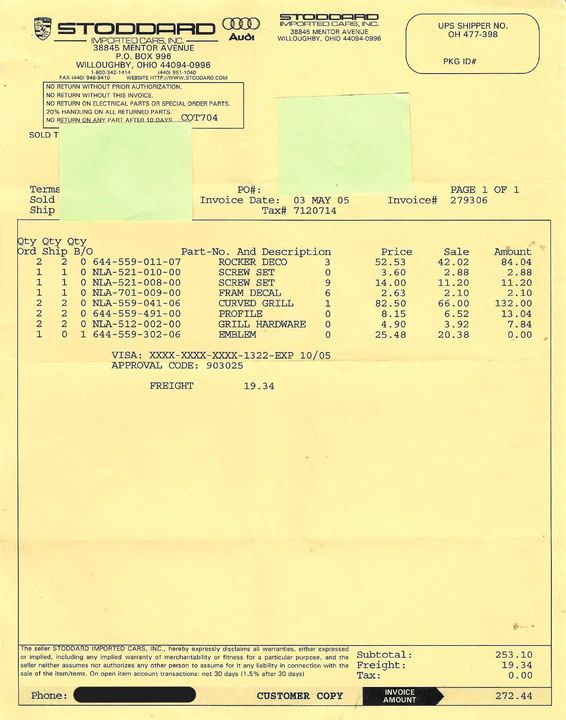 STODDARD
IMPORTED CARS, INC.
38845 MENTOR AVENUE
P.O. BOX 996
WILLOUGHBY, OHIO 44094-0996
1-800-342-1414 (440) 951-1040
FAX (440) 946-9410 WEBSITE HTTP://WWW.STODDARD.COM
Audi
STODDARD
IMPORTED CARS, INC.
38845 MENTOR AVENUE
WILLOUGHBY, OHIO 44094-0996
UPS SHIPPER NO.
OH 477-398
PKG ID#
NO RETURN WITHOUT PRIOR AUTHORIZATION.
NO RETURN WITHOUT THIS INVOICE.
NO RETURN ON ELECTRICAL PARTS OR SPECIAL ORDER PARTS.
20% HANDLING ON ALL RETURNED PARTS.
NO RETURN ON ANY PART AFTER 10 DAYS. COT704
SOLD T
Terms PO#: PAGE 1 OF 1
Sold Invoice Date: 03 MAY 05 Invoice# 279306
Ship Tax# 7120714
Qty Qty Qty
Ord Ship B/O Part-No. And Description Price Sale Amount
2 2 0 644-559-011-07 ROCKER DECO 3 52.53 42.02 84.04
1 1 0 NLA-521-010-00 SCREW SET 0 3.60 2.88 2.88
1 1 0 NLA-521-008-00 SCREW SET 9 14.00 11.20 11.20
1 1 0 NLA-701-009-00 FRAM DECAL 6 2.63 2.10 2.10
2 2 0 NLA-559-041-06 CURVED GRILL 1 82.50 66.00 132.00
2 2 0 644-559-491-00 PROFILE 0 8.15 6.52 13.04
2 2 0 NLA-512-002-00 GRILL HARDWARE 0 4.90 3.92 7.84
1 0 1 644-559-302-06 EMBLEM 0 25.48 20.38 0.00
VISA: XXXX-XXXX-XXXX-1322-EXP 10/05
APPROVAL CODE: 903025
FREIGHT 19.34
The seller STODDARD IMPORTED CARS, INC., hereby expressly disclaims all warranties, either expressed
or implied, including any implied warranty of merchantability or fitness for a particular purpose, and the
seller neither assumes nor authorizes any other person to assume for it any liability in connection with the
sale of the item/items. On open item account transactions: net 30 days (1.5% after 30 days)
Subtotal: 253.10
Freight: 19.34
Tax: 0.00
Phone: CUSTOMER COPY INVOICE AMOUNT 272.44